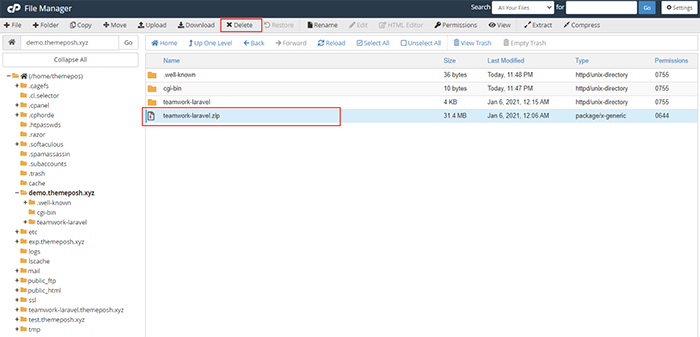 cP File Manager Search All Your Files for Go Settings
+ File + Folder Copy Move Upload Download Delete Restore Rename Edit HTML Editor Permissions View Extract Compress
demo.themeposh.xyz Go Home Up One Level Back Forward Reload Select All Unselect All View Trash Empty Trash
Collapse All
Name Size Last Modified Type Permissions
.well-known 36 bytes Today, 11:48 PM httpd/unix-directory 0755
cgi-bin 10 bytes Today, 11:47 PM httpd/unix-directory 0755
teamwork-laravel 4 KB Jan 6, 2021, 12:15 AM httpd/unix-directory 0755
teamwork-laravel.zip 31.4 MB Jan 6, 2021, 12:06 AM package/x-generic 0644
(/home/themepos)
.cagefs
.cl.selector
.cpanel
.cphorde
.htpasswds
.razor
.softaculous
.spamassassin
.subaccounts
.trash
cache
demo.themeposh.xyz
.well-known
cgi-bin
teamwork-laravel
etc
exp.themeposh.xyz
logs
lscache
mail
public_ftp
public_html
ssl
teamwork-laravel.themeposh.xyz
test.themeposh.xyz
tmp